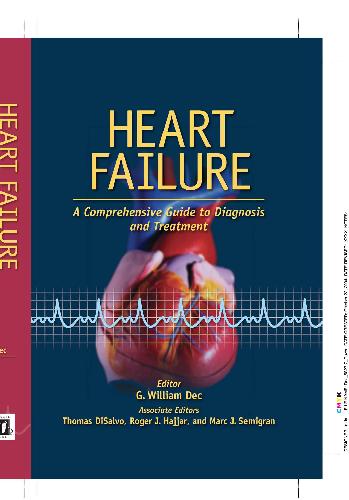 HEART FAILURE
HEART
FAILURE
A Comprehensive Guide to Diagnosis
and Treatment
Editor
G. William Dec
Associate Editors
Thomas DiSalvo, Roger J. Hajjar, and Marc J. Semigran